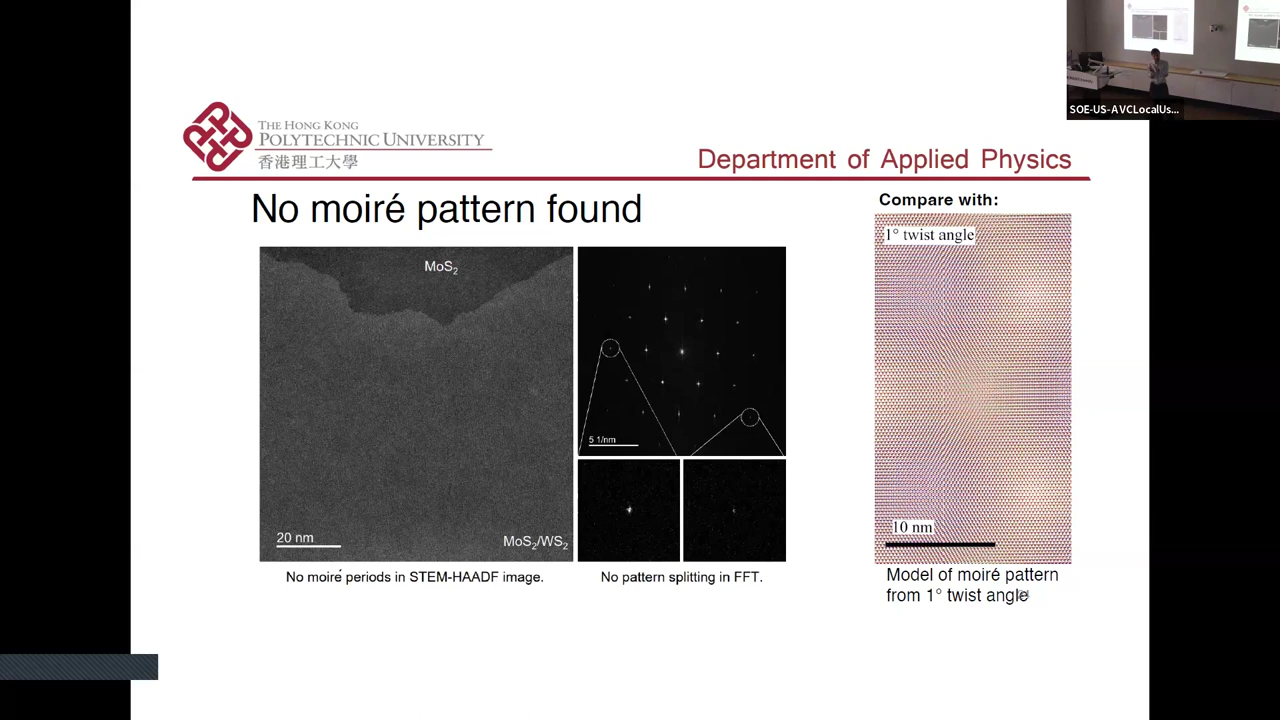 SOE-US-AVCLocalUs...
THE HONG KONG
POLYTECHNIC UNIVERSITY
香港理工大學
Department of Applied Physics
No moiré pattern found
Compare with:
MoS₂
1° twist angle
5 1/nm
20 nm
MoS₂/WS₂
10 nm
No moiré periods in STEM-HAADF image.
No pattern splitting in FFT.
Model of moiré pattern
from 1° twist angle